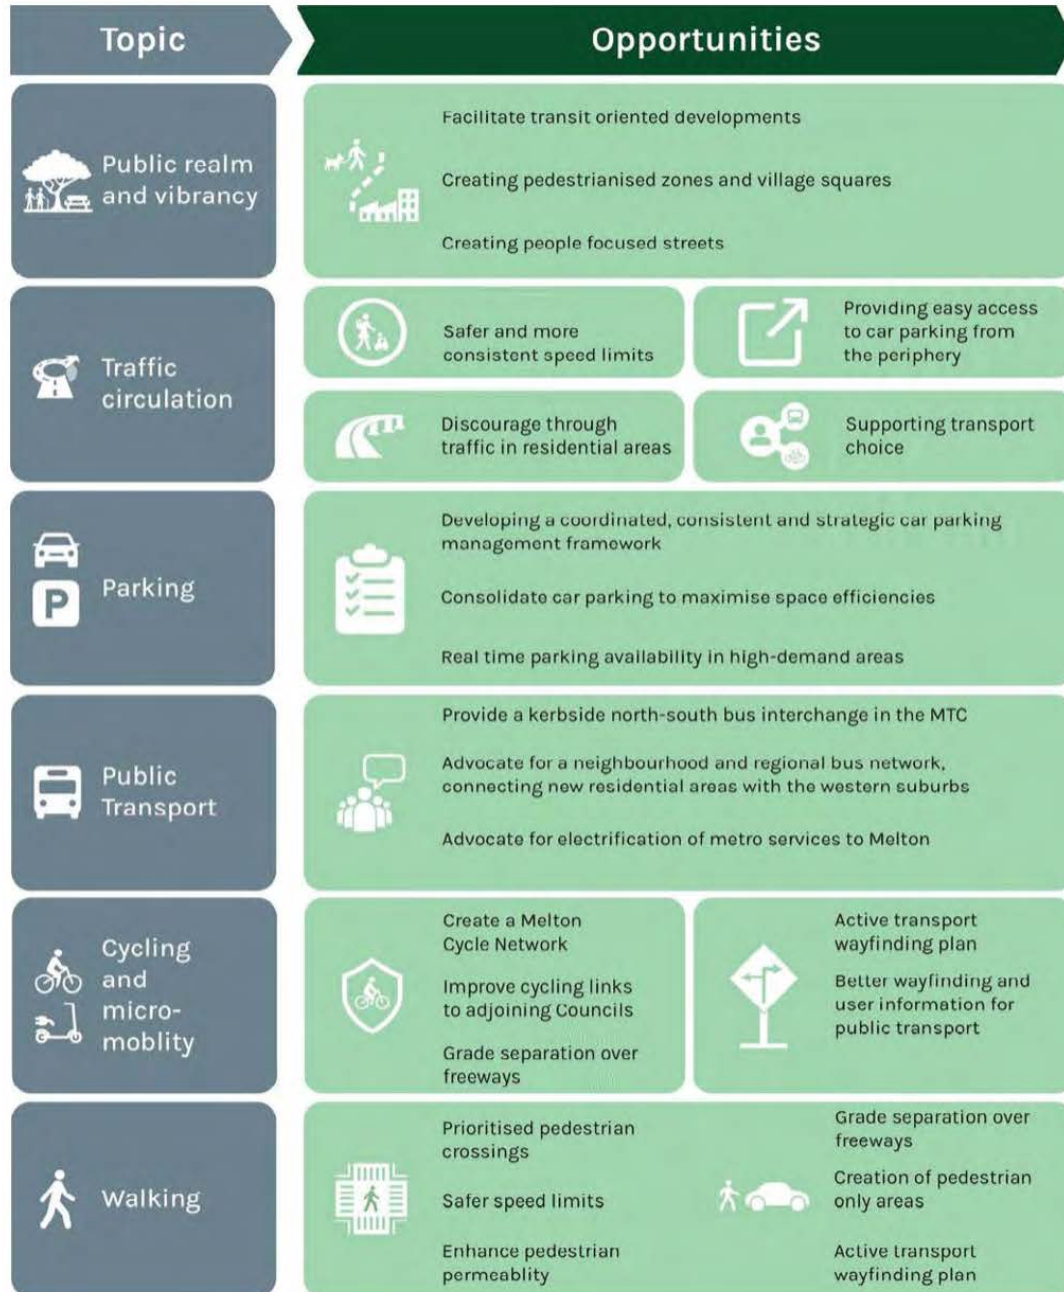 Topic
Opportunities
Public realm
and vibrancy
Facilitate transit oriented developments
Creating pedestrianised zones and village squares
Creating people focused streets
Traffic
circulation
Safer and more
consistent speed limits
Providing easy access
to car parking from
the periphery
Discourage through
traffic in residential areas
Supporting transport
choice
P
Parking
Developing a coordinated, consistent and strategic car parking
management framework
Consolidate car parking to maximise space efficiencies
Real time parking availability in high-demand areas
Public
Transport
Provide a kerbside north-south bus interchange in the MTC
Advocate for a neighbourhood and regional bus network,
connecting new residential areas with the western suburbs
Advocate for electrification of metro services to Melton
Cycling
and
micro-
moblity
Create a Melton
Cycle Network
Improve cycling links
to adjoining Councils
Grade separation over
freeways
Active transport
wayfinding plan
Better wayfinding and
user information for
public transport
Walking
Prioritised pedestrian
crossings
Safer speed limits
Enhance pedestrian
permeablity
Grade separation over
freeways
Creation of pedestrian
only areas
Active transport
wayfinding plan